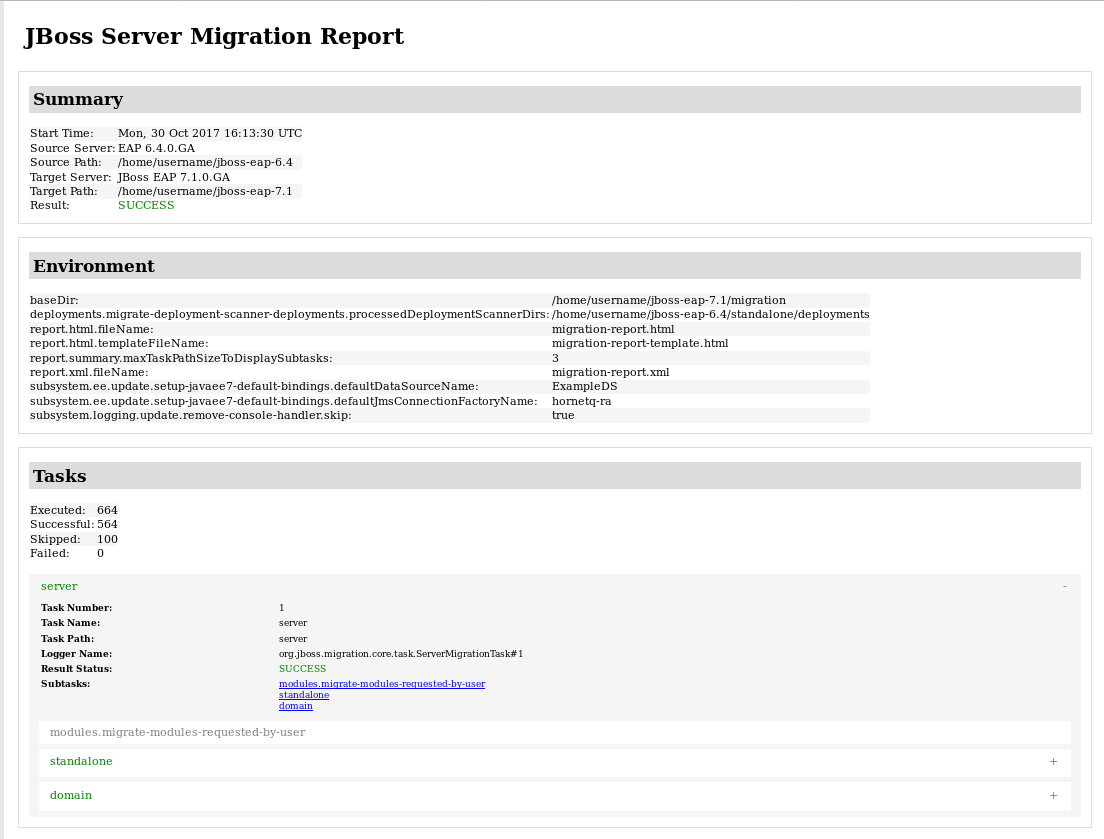 JBoss Server Migration Report
Summary
Start Time: Mon, 30 Oct 2017 16:13:30 UTC
Source Server: EAP 6.4.0.GA
Source Path: /home/username/jboss-eap-6.4
Target Server: JBoss EAP 7.1.0.GA
Target Path: /home/username/jboss-eap-7.1
Result: SUCCESS
Environment
baseDir: /home/username/jboss-eap-7.1/migration
deployments.migrate-deployment-scanner-deployments.processedDeploymentScannerDirs: /home/username/jboss-eap-6.4/standalone/deployments
report.html.fileName: migration-report.html
report.html.templateFileName: migration-report-template.html
report.summary.maxTaskPathSizeToDisplaySubtasks: 3
report.xml.fileName: migration-report.xml
subsystem.ee.update.setup-javaee7-default-bindings.defaultDataSourceName: ExampleDS
subsystem.ee.update.setup-javaee7-default-bindings.defaultJmsConnectionFactoryName: hornetq-ra
subsystem.logging.update.remove-console-handler.skip: true
Tasks
Executed: 664
Successful: 564
Skipped: 100
Failed: 0
server -
Task Number: 1
Task Name: server
Task Path: server
Logger Name: org.jboss.migration.core.task.ServerMigrationTask#1
Result Status: SUCCESS
Subtasks: modules.migrate-modules-requested-by-user
standalone
domain
modules.migrate-modules-requested-by-user
standalone +
domain +